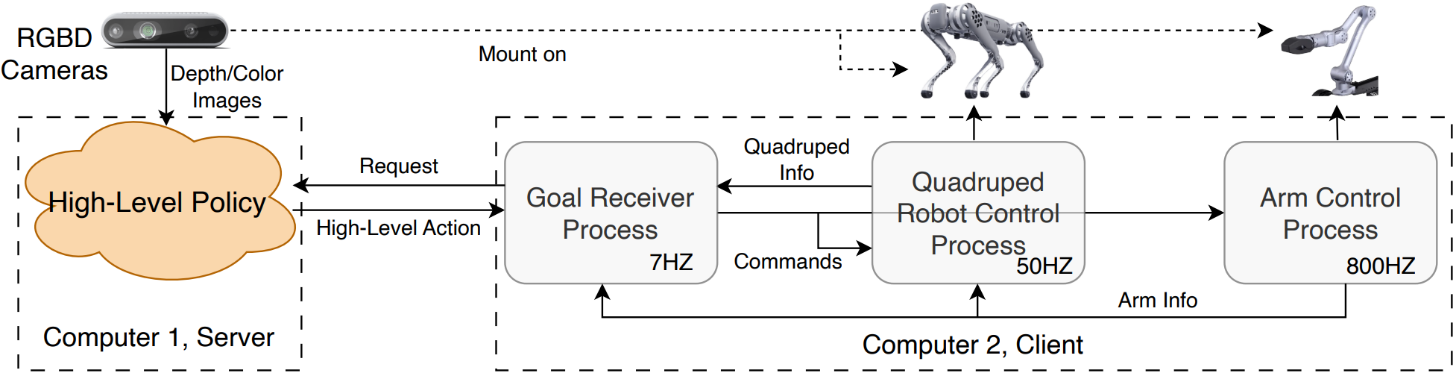 RGBD
Cameras
Mount on
Depth/Color
Images
High-Level Policy
Computer 1, Server
Request
High-Level Action
Goal Receiver
Process
7HZ
Quadruped
Info
Commands
Quadruped
Robot Control
Process
50HZ
Arm Control
Process
800HZ
Arm Info
Computer 2, Client